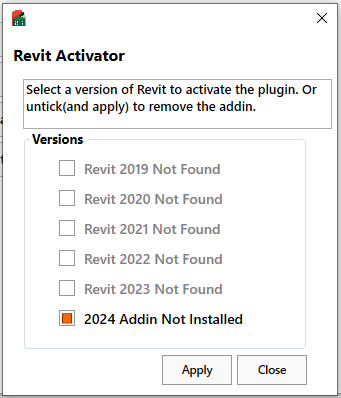 Revit Activator
Select a version of Revit to activate the plugin. Or
untick(and apply) to remove the addin.
Versions
Revit 2019 Not Found
Revit 2020 Not Found
Revit 2021 Not Found
Revit 2022 Not Found
Revit 2023 Not Found
2024 Addin Not Installed
Apply Close